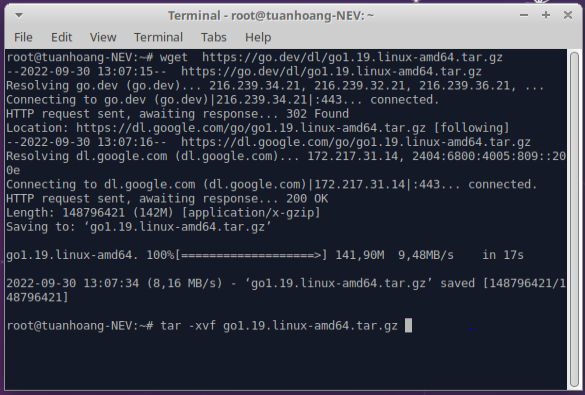 Terminal - root@tuanhoang-NEV: ~
File Edit View Terminal Tabs Help
root@tuanhoang-NEV:~# wget  https://go.dev/dl/go1.19.linux-amd64.tar.gz
--2022-09-30 13:07:15--  https://go.dev/dl/go1.19.linux-amd64.tar.gz
Resolving go.dev (go.dev)... 216.239.34.21, 216.239.32.21, 216.239.36.21, ...
Connecting to go.dev (go.dev)|216.239.34.21|:443... connected.
HTTP request sent, awaiting response... 302 Found
Location: https://dl.google.com/go/go1.19.linux-amd64.tar.gz [following]
--2022-09-30 13:07:16--  https://dl.google.com/go/go1.19.linux-amd64.tar.gz
Resolving dl.google.com (dl.google.com)... 172.217.31.14, 2404:6800:4005:809::20
0e
Connecting to dl.google.com (dl.google.com)|172.217.31.14|:443... connected.
HTTP request sent, awaiting response... 200 OK
Length: 148796421 (142M) [application/x-gzip]
Saving to: ‘go1.19.linux-amd64.tar.gz’
go1.19.linux-amd64. 100%[===================>] 141,90M  9,48MB/s    in 17s
2022-09-30 13:07:34 (8,16 MB/s) - ‘go1.19.linux-amd64.tar.gz’ saved [148796421/1
48796421]
root@tuanhoang-NEV:~# tar -xvf go1.19.linux-amd64.tar.gz